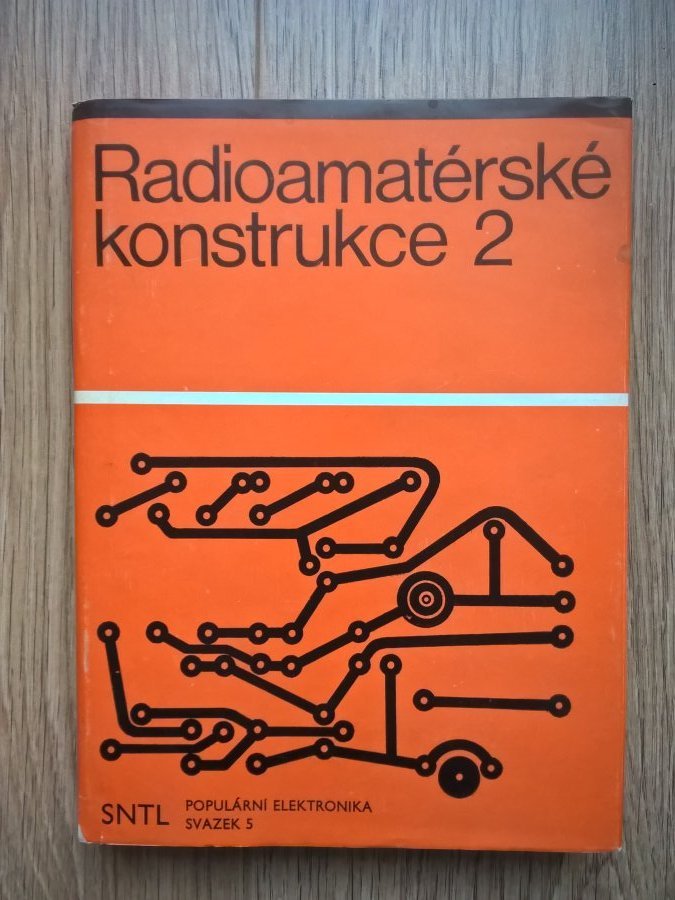 Radioamatérské
konstrukce 2
SNTL
POPULÁRNÍ ELEKTRONIKA
SVAZEK 5